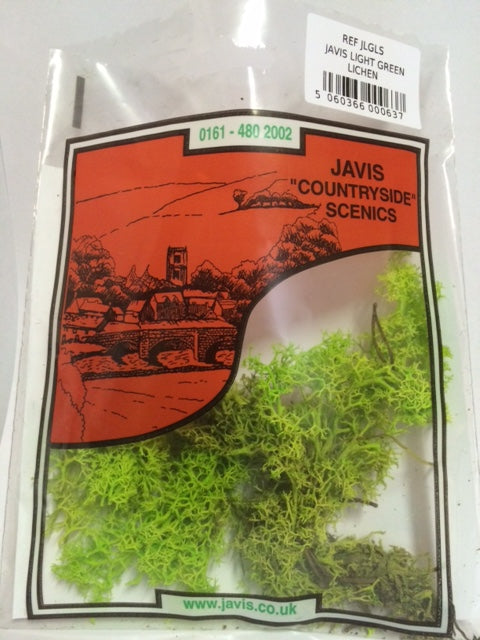 REF JLGLS
JAVIS LIGHT GREEN
LICHEN
5 060366 000637
0161 - 480 2002
JAVIS
"COUNTRYSIDE"
SCENICS
www.javis.co.uk